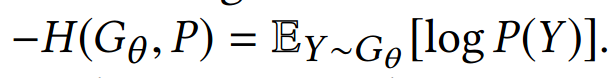 −H(G_θ, P) = 𝔼_{Y∼G_θ}[log P(Y)].